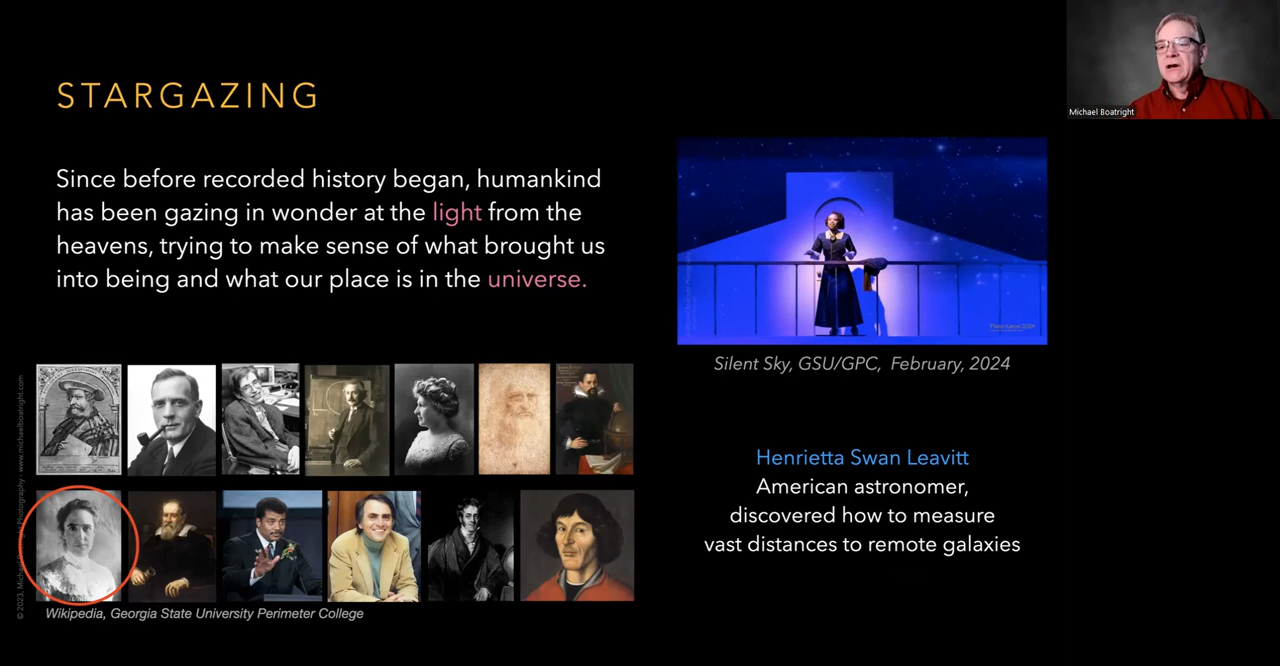 STARGAZING
Since before recorded history began, humankind
has been gazing in wonder at the light from the
heavens, trying to make sense of what brought us
into being and what our place is in the universe.
Michael Boatright
Silent Sky, GSU/GPC, February, 2024
Henrietta Swan Leavitt
American astronomer,
discovered how to measure
vast distances to remote galaxies
© 2023, Michael Boatright Photography - www.michaelboatright.com
Wikipedia, Georgia State University Perimeter College